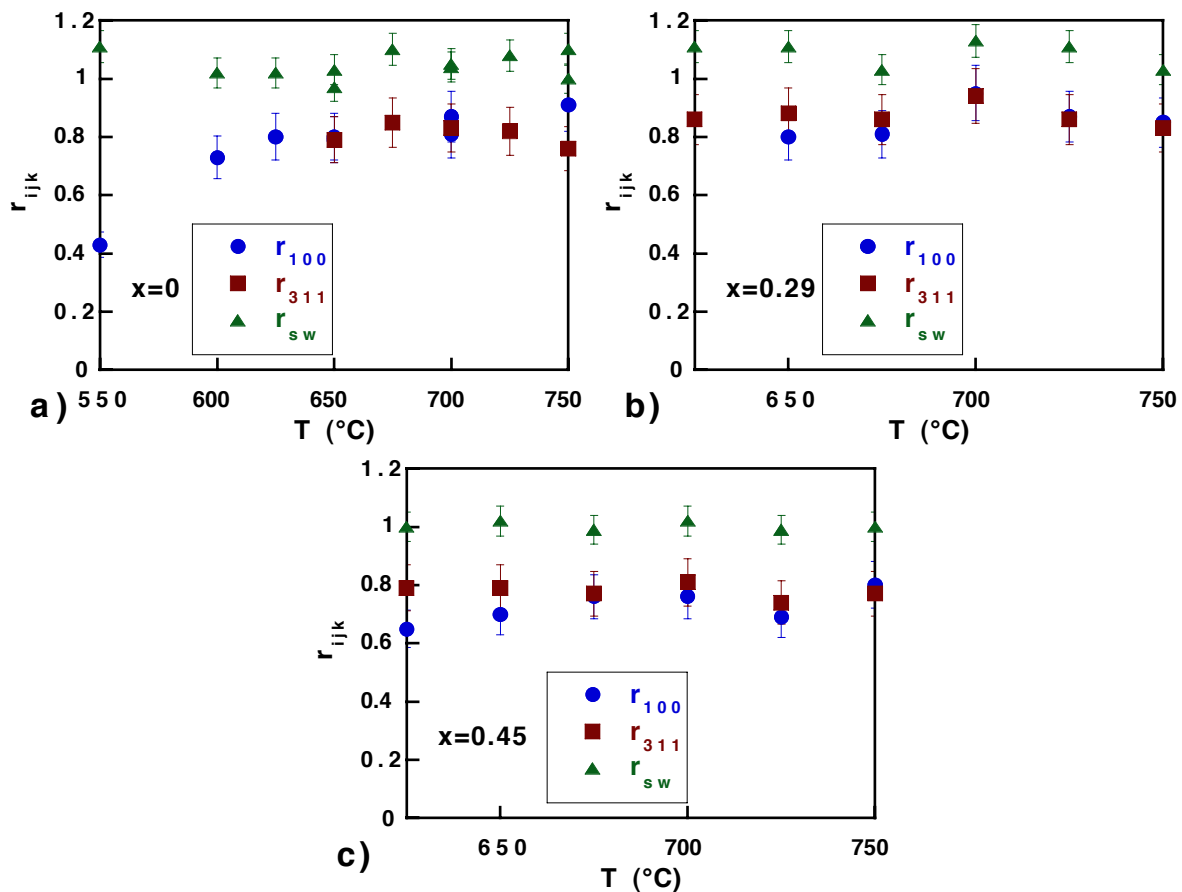 1.2
1
0.8
0.6
0.4
0.2
0
r_ijk
r_100
r_311
r_sw
x=0
550 600 650 700 750
T (°C)
a)
1.2
1
0.8
0.6
0.4
0.2
0
r_ijk
r_100
r_311
r_sw
x=0.29
650 700 750
T (°C)
b)
1.2
1
0.8
0.6
0.4
0.2
0
r_ijk
r_100
r_311
r_sw
x=0.45
650 700 750
T (°C)
c)